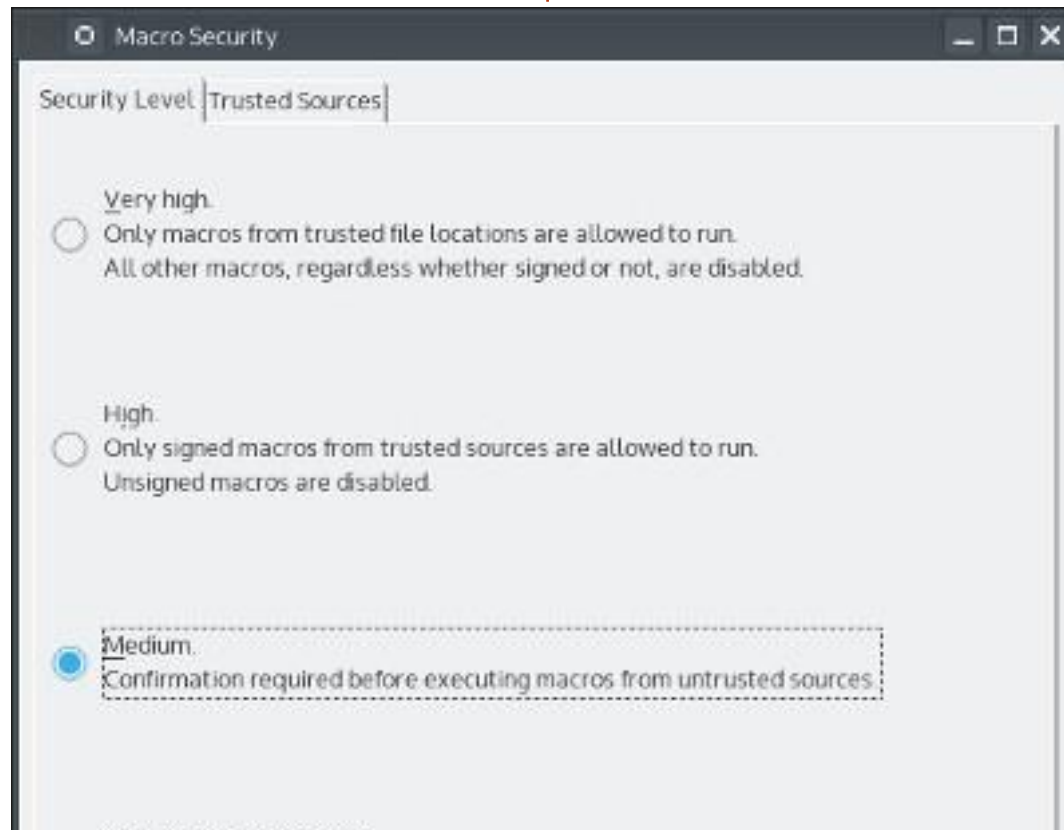 Macro Security
Security Level Trusted Sources
Very high.
Only macros from trusted file locations are allowed to run.
All other macros, regardless whether signed or not, are disabled.
High.
Only signed macros from trusted sources are allowed to run.
Unsigned macros are disabled.
Medium.
Confirmation required before executing macros from untrusted sources.